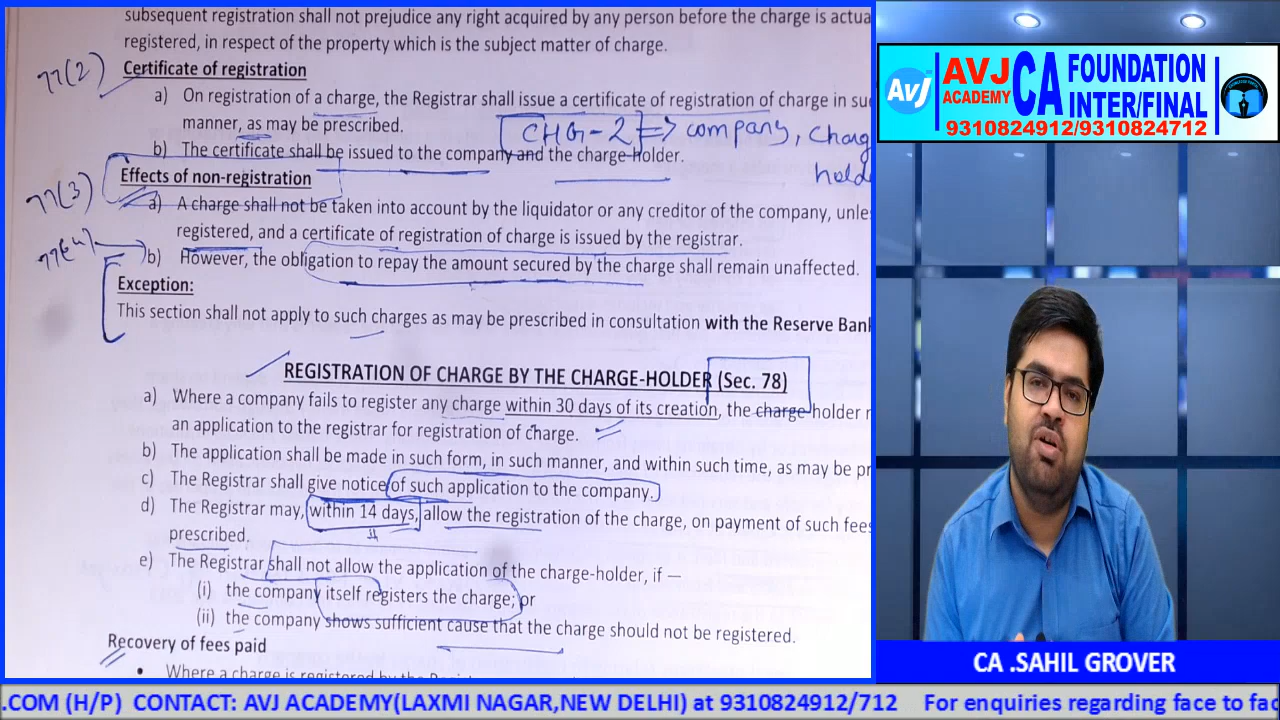 subsequent registration shall not prejudice any right acquired by any person before the charge is actua
registered, in respect of the property which is the subject matter of charge.
77(2) Certificate of registration
a) On registration of a charge, the Registrar shall issue a certificate of registration of charge in su
manner, as may be prescribed.
CHG-2 => company, Charg
holde
b) The certificate shall be issued to the company and the charge-holder.
77(3) Effects of non-registration
a) A charge shall not be taken into account by the liquidator or any creditor of the company, unle
registered, and a certificate of registration of charge is issued by the registrar.
77(4) b) However, the obligation to repay the amount secured by the charge shall remain unaffected.
Exception:
This section shall not apply to such charges as may be prescribed in consultation with the Reserve Ban
REGISTRATION OF CHARGE BY THE CHARGE-HOLDER (Sec. 78)
a) Where a company fails to register any charge within 30 days of its creation, the charge holder
an application to the registrar for registration of charge.
b) The application shall be made in such form, in such manner, and within such time, as may be pr
c) The Registrar shall give notice of such application to the company.
d) The Registrar may, within 14 days, allow the registration of the charge, on payment of such fees
prescribed.
e) The Registrar shall not allow the application of the charge-holder, if —
(i) the company itself registers the charge; or
(ii) the company shows sufficient cause that the charge should not be registered.
Recovery of fees paid
• Where a charge is registered by the Regist
AVJ
AVJ ACADEMY CA FOUNDATION INTER/FINAL
9310824912/9310824712
CA .SAHIL GROVER
.COM (H/P) CONTACT: AVJ ACADEMY(LAXMI NAGAR,NEW DELHI) at 9310824912/712 For enquiries regarding face to fac